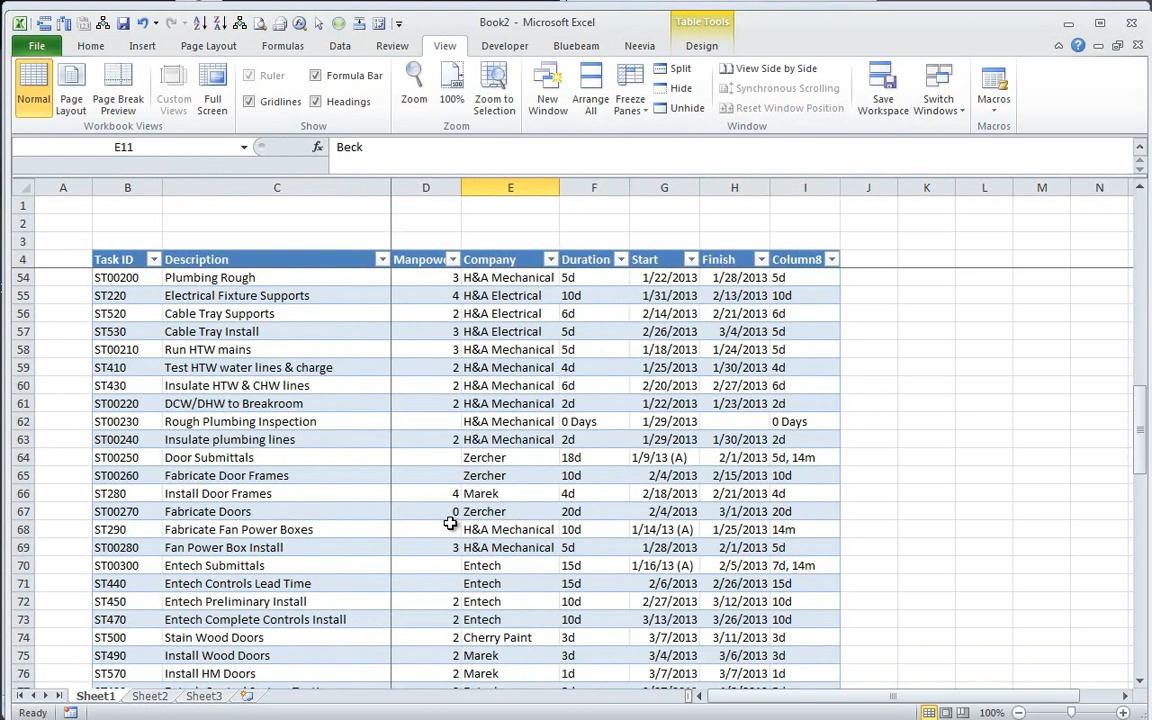 Book2 - Microsoft Excel
Table Tools
File Home Insert Page Layout Formulas Data Review View Developer Bluebeam Neevia Design
Normal
Page Layout
Page Break Preview
Custom Views
Full Screen
Ruler
Gridlines
Formula Bar
Headings
Zoom
100%
Zoom to Selection
New Window
Arrange All
Freeze Panes
Split
Hide
Unhide
View Side by Side
Synchronous Scrolling
Reset Window Position
Save Workspace
Switch Windows
Macros
Workbook Views Show Zoom Window Macros
E11 fx Beck
A B C D E F G H I J K L M N
1
2
3
4 Task ID Description Manpowe Company Duration Start Finish Column8
54 ST00200 Plumbing Rough 3 H&A Mechanical 5d 1/22/2013 1/28/2013 5d
55 ST220 Electrical Fixture Supports 4 H&A Electrical 10d 1/31/2013 2/13/2013 10d
56 ST520 Cable Tray Supports 2 H&A Electrical 6d 2/14/2013 2/21/2013 6d
57 ST530 Cable Tray Install 3 H&A Electrical 5d 2/26/2013 3/4/2013 5d
58 ST00210 Run HTW mains 3 H&A Mechanical 5d 1/18/2013 1/24/2013 5d
59 ST410 Test HTW water lines & charge 2 H&A Mechanical 4d 1/25/2013 1/30/2013 4d
60 ST430 Insulate HTW & CHW lines 2 H&A Mechanical 6d 2/20/2013 2/27/2013 6d
61 ST00220 DCW/DHW to Breakroom 2 H&A Mechanical 2d 1/22/2013 1/23/2013 2d
62 ST00230 Rough Plumbing Inspection H&A Mechanical 0 Days 1/29/2013 0 Days
63 ST00240 Insulate plumbing lines 2 H&A Mechanical 2d 1/29/2013 1/30/2013 2d
64 ST00250 Door Submittals Zercher 18d 1/9/13 (A) 2/1/2013 5d, 14m
65 ST00260 Fabricate Door Frames Zercher 10d 2/4/2013 2/15/2013 10d
66 ST280 Install Door Frames 4 Marek 4d 2/18/2013 2/21/2013 4d
67 ST00270 Fabricate Doors 0 Zercher 20d 2/4/2013 3/1/2013 20d
68 ST290 Fabricate Fan Power Boxes H&A Mechanical 10d 1/14/13 (A) 1/25/2013 14m
69 ST00280 Fan Power Box Install 3 H&A Mechanical 5d 1/28/2013 2/1/2013 5d
70 ST00300 Entech Submittals Entech 15d 1/16/13 (A) 2/5/2013 7d, 14m
71 ST440 Entech Controls Lead Time Entech 15d 2/6/2013 2/26/2013 15d
72 ST450 Entech Preliminary Install 2 Entech 10d 2/27/2013 3/12/2013 10d
73 ST470 Entech Complete Controls Install 2 Entech 10d 3/13/2013 3/26/2013 10d
74 ST500 Stain Wood Doors 2 Cherry Paint 3d 3/7/2013 3/11/2013 3d
75 ST490 Install Wood Doors 2 Marek 3d 3/4/2013 3/6/2013 3d
76 ST570 Install HM Doors 2 Marek 1d 3/7/2013 3/7/2013 1d
Sheet1 Sheet2 Sheet3
Ready 100%